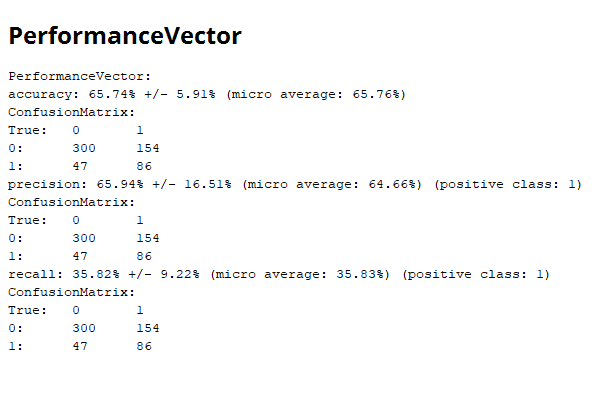 PerformanceVector
PerformanceVector:
accuracy: 65.74% +/- 5.91% (micro average: 65.76%)
ConfusionMatrix:
True: 0 1
0: 300 154
1: 47 86
precision: 65.94% +/- 16.51% (micro average: 64.66%) (positive class: 1)
ConfusionMatrix:
True: 0 1
0: 300 154
1: 47 86
recall: 35.82% +/- 9.22% (micro average: 35.83%) (positive class: 1)
ConfusionMatrix:
True: 0 1
0: 300 154
1: 47 86